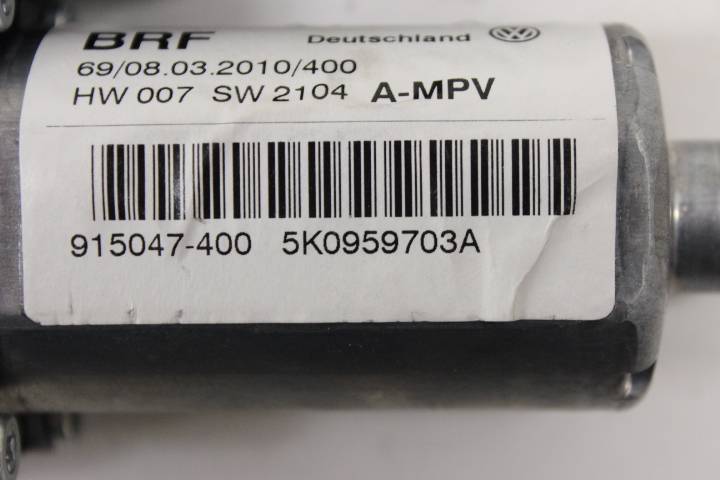 BRF Deutschland
69/08.03.2010/400
HW 007 SW 2104 A-MPV
915047-400 5K0959703A